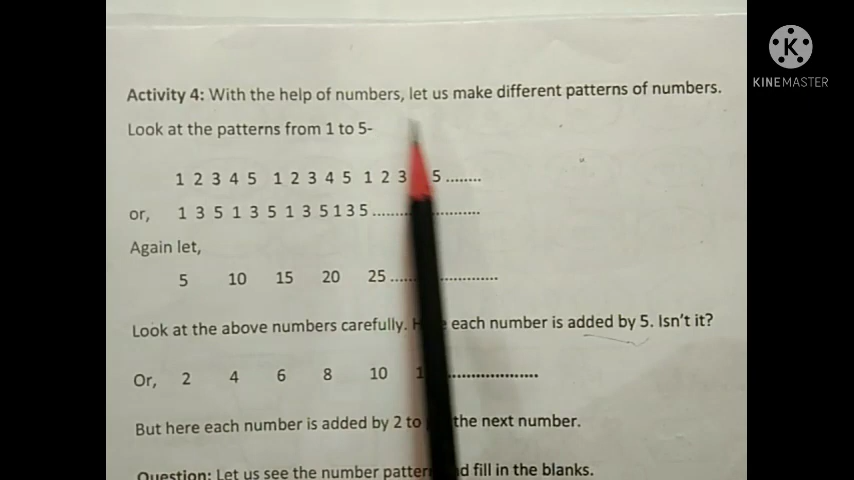 KINEMASTER
Activity 4: With the help of numbers, let us make different patterns of numbers.
Look at the patterns from 1 to 5-
1 2 3 4 5 1 2 3 4 5 1 2 3 5 ........
or, 1 3 5 1 3 5 1 3 5 1 3 5 ........................
Again let,
5 10 15 20 25 ........................
Look at the above numbers carefully. each number is added by 5. Isn't it?
Or, 2 4 6 8 10 ....................
But here each number is added by 2 to the next number.
Question: Let us see the number fill in the blanks.